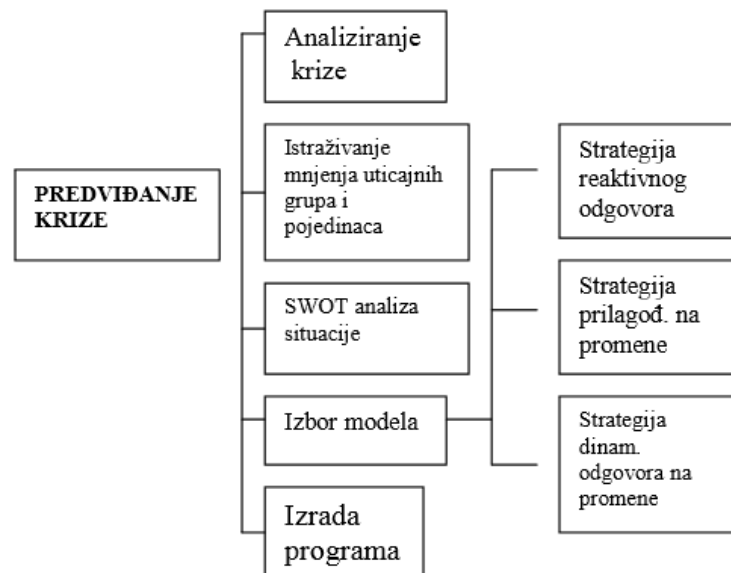 PREDVIĐANJE
KRIZE
Analiziranje
krize
Istraživanje
mnjenja uticajnih
grupa i
pojedinaca
SWOT analiza
situacije
Izbor modela
Izrada
programa
Strategija
reaktivnog
odgovora
Strategija
prilagođ. na
promene
Strategija
dinam.
odgovora na
promene